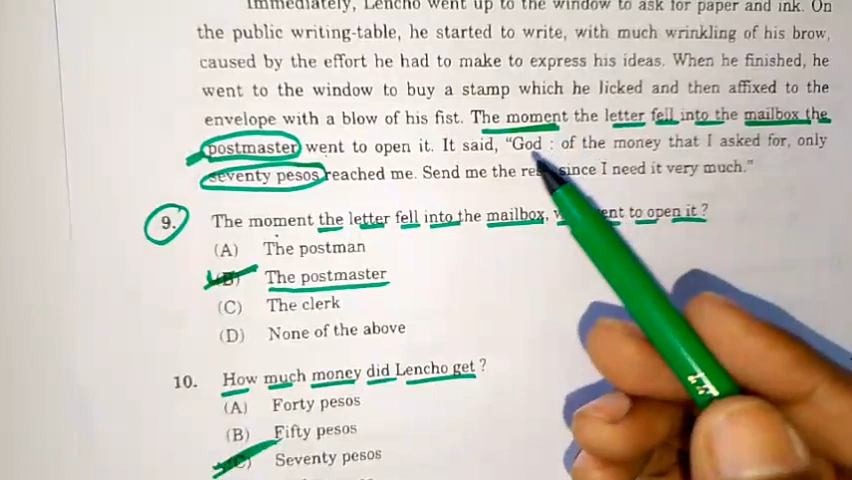 Immediately, Lencho went up to the window to ask for paper and ink. On
the public writing-table, he started to write, with much wrinkling of his brow,
caused by the effort he had to make to express his ideas. When he finished, he
went to the window to buy a stamp which he licked and then affixed to the
envelope with a blow of his fist. The moment the letter fell into the mailbox the
postmaster went to open it. It said, “God : of the money that I asked for, only
seventy pesos reached me. Send me the since I need it very much.”
9. The moment the letter fell into the mailbox, to open it ?
(A) The postman
(B) The postmaster
(C) The clerk
(D) None of the above
10. How much money did Lencho get ?
(A) Forty pesos
(B) Fifty pesos
(C) Seventy pesos